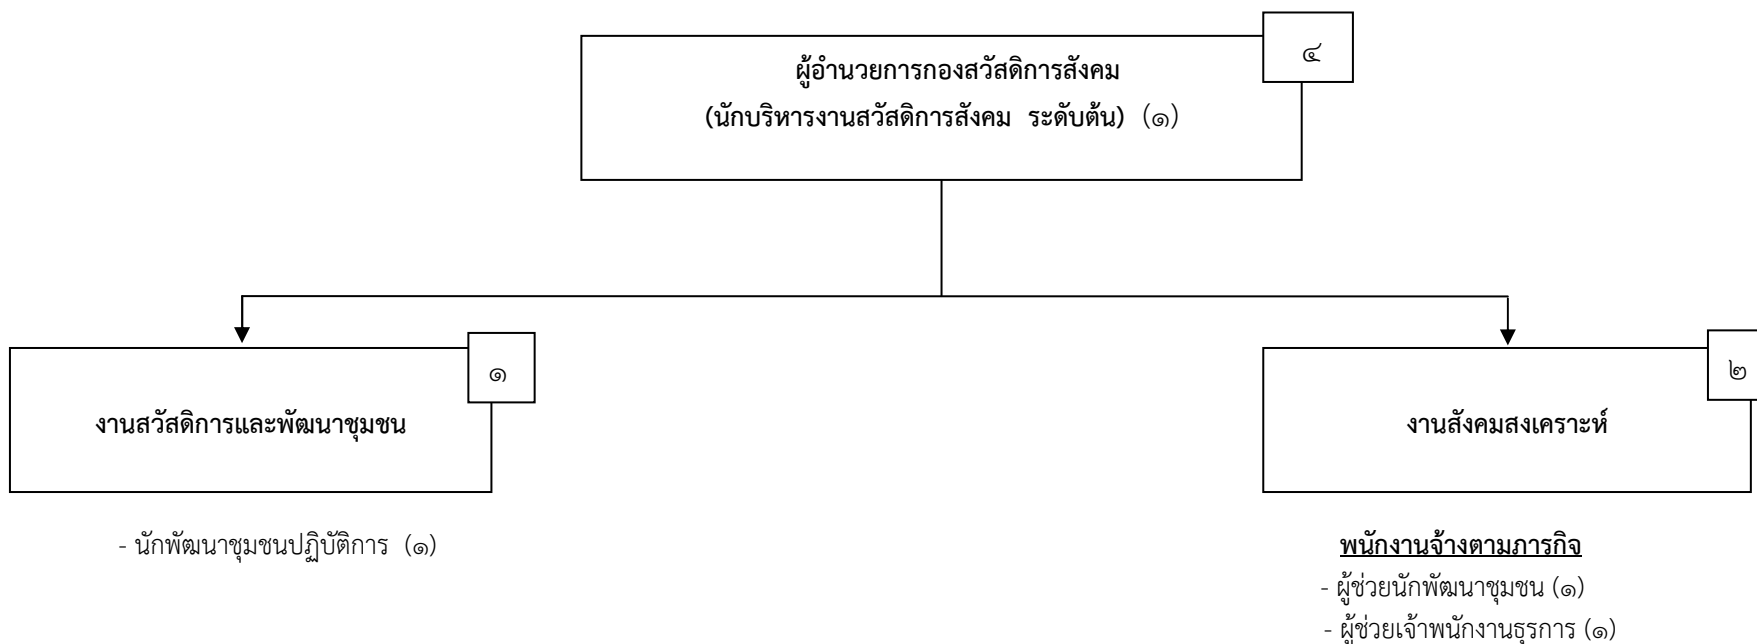 ๔
ผู้อำนวยการกองสวัสดิการสังคม
(นักบริหารงานสวัสดิการสังคม ระดับต้น) (๑)
๑
งานสวัสดิการและพัฒนาชุมชน
- นักพัฒนาชุมชนปฏิบัติการ (๑)
๒
งานสังคมสงเคราะห์
พนักงานจ้างตามภารกิจ
- ผู้ช่วยนักพัฒนาชุมชน (๑)
- ผู้ช่วยเจ้าพนักงานธุรการ (๑)